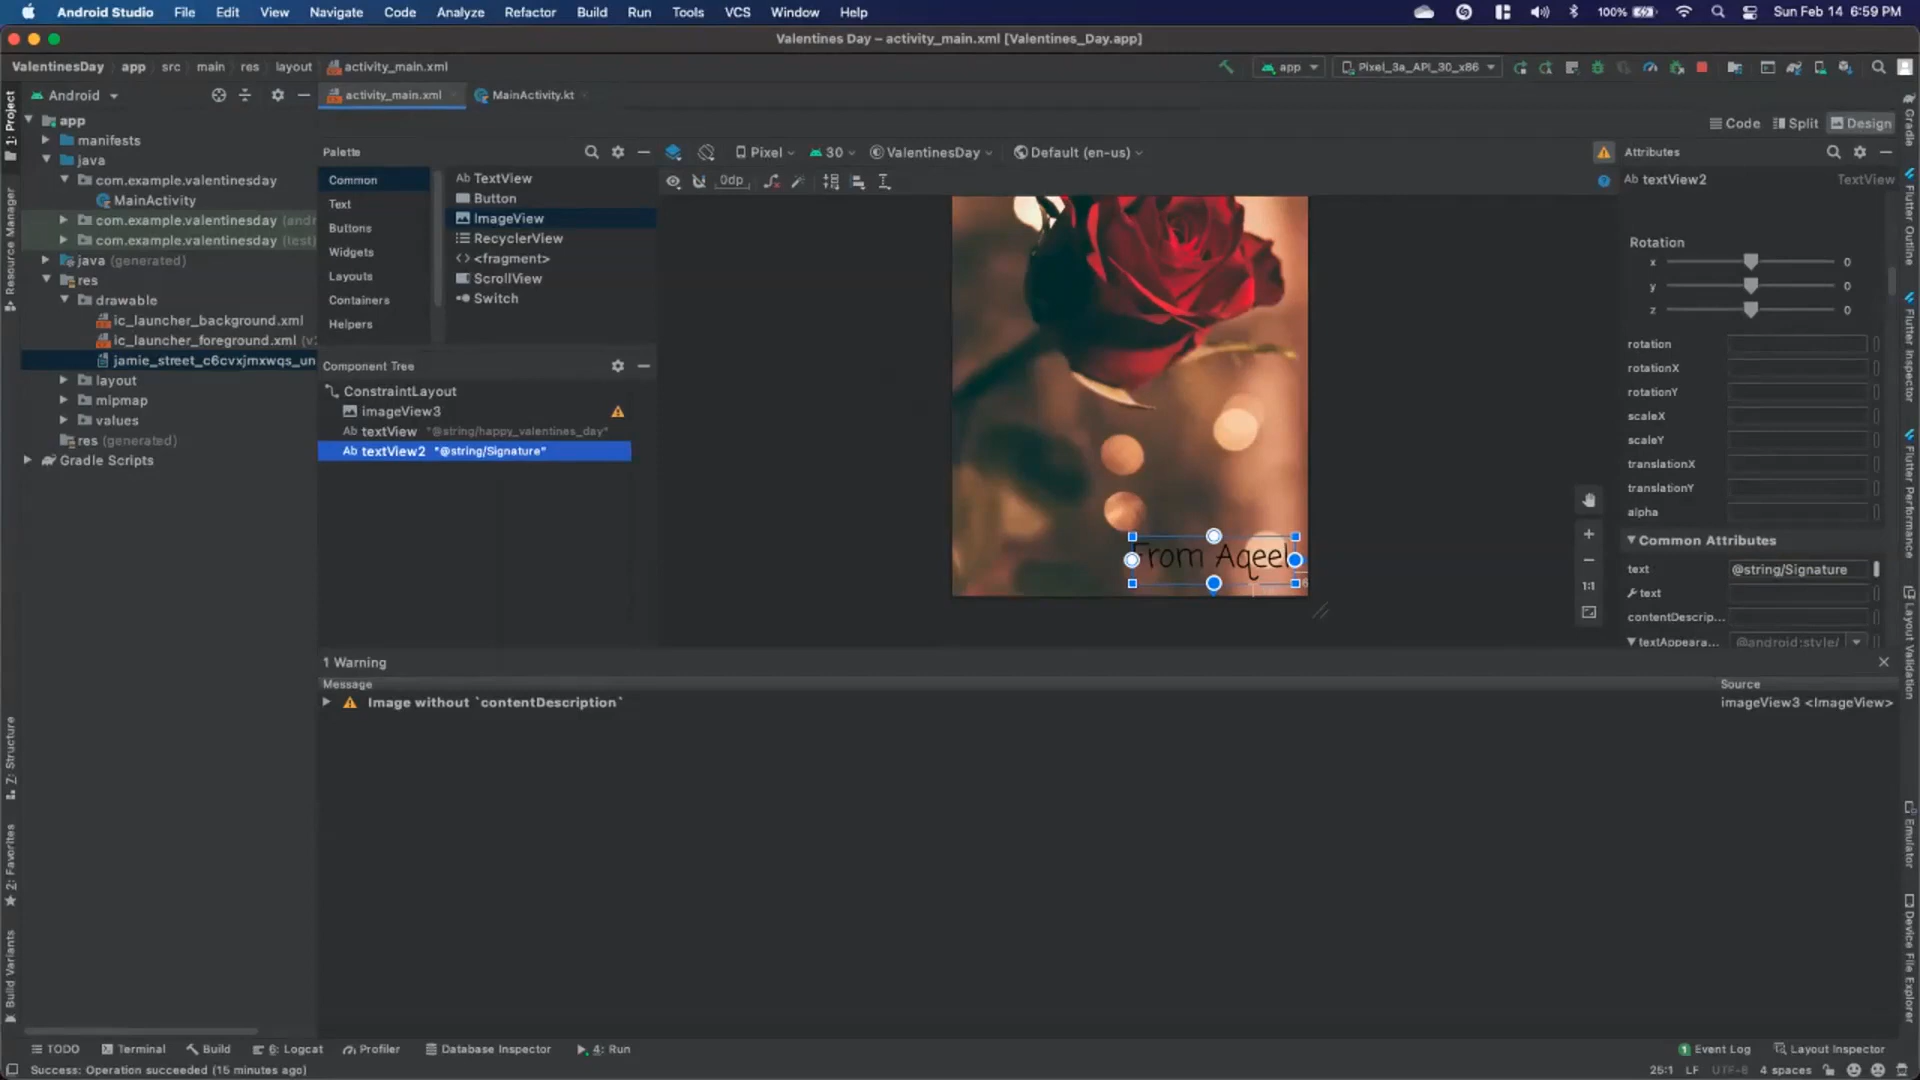 Android Studio File Edit View Navigate Code Analyze Refactor Build Run Tools VCS Window Help 100% Sun Feb 14 6:59 PM
Valentines Day – activity_main.xml [Valentines_Day.app]
ValentinesDay app src main res layout activity_main.xml app Pixel_3a_API_30_x86
Android activity_main.xml MainActivity.kt
1: Project
Resource Manager
Z: Structure
2: Favorites
Build Variants
app
manifests
java
com.example.valentinesday
MainActivity
com.example.valentinesday (andr
com.example.valentinesday (test)
java (generated)
res
drawable
ic_launcher_background.xml
ic_launcher_foreground.xml (v2
jamie_street_c6cvxjmxwqs_un
layout
mipmap
values
res (generated)
Gradle Scripts
Code Split Design
Palette
Common
Text
Buttons
Widgets
Layouts
Containers
Helpers
Ab TextView
Button
ImageView
RecyclerView
<> <fragment>
ScrollView
Switch
Component Tree
ConstraintLayout
imageView3
Ab textView "@string/happy_valentines_day"
Ab textView2 "@string/Signature"
Pixel 30 ValentinesDay Default (en-us)
0dp
From Aqeel
1:1
Attributes
Ab textView2 TextView
Rotation
x 0
y 0
z 0
rotation
rotationX
rotationY
scaleX
scaleY
translationX
translationY
alpha
Common Attributes
text @string/Signature
text
contentDescrip...
textAppeara... @android:style/
Gradle
Flutter Outline
Flutter Inspector
Flutter Performance
Layout Validation
Emulator
Device File Explorer
1 Warning
Message Source
Image without `contentDescription` imageView3 <ImageView>
TODO Terminal Build 6: Logcat Profiler Database Inspector 4: Run 1 Event Log Layout Inspector
Success: Operation succeeded (15 minutes ago) 25:1 LF UTF-8 4 spaces